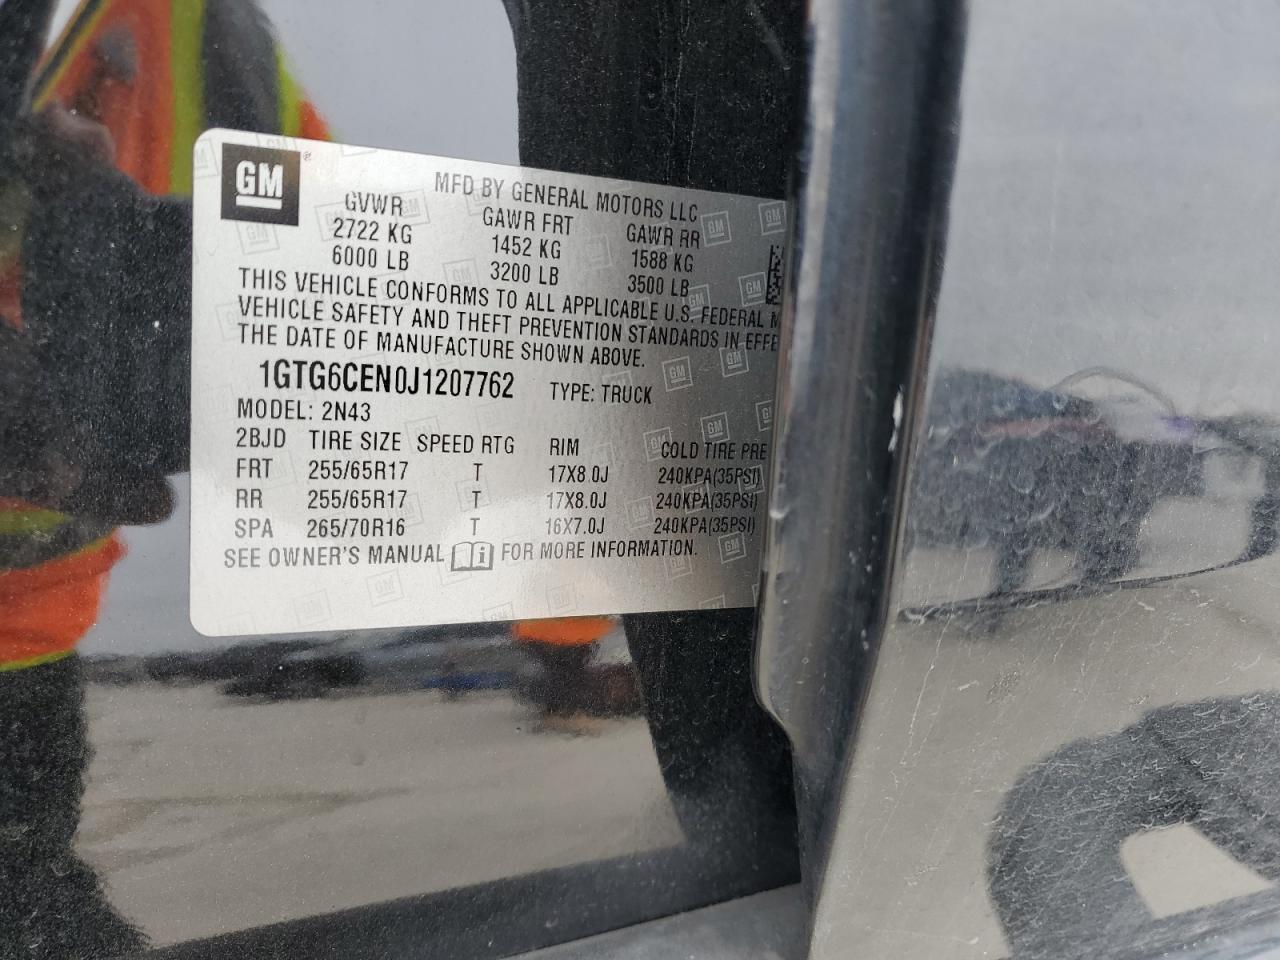 GM
MFD BY GENERAL MOTORS LLC
GVWR GAWR FRT GAWR RR
2722 KG 1452 KG 1588 KG
6000 LB 3200 LB 3500 LB
THIS VEHICLE CONFORMS TO ALL APPLICABLE U.S. FEDERAL M
VEHICLE SAFETY AND THEFT PREVENTION STANDARDS IN EFFE
THE DATE OF MANUFACTURE SHOWN ABOVE.
1GTG6CEN0J1207762 TYPE: TRUCK
MODEL: 2N43
2BJD TIRE SIZE SPEED RTG RIM COLD TIRE PRE
FRT 255/65R17 T 17X8.0J 240KPA(35PSI)
RR 255/65R17 T 17X8.0J 240KPA(35PSI)
SPA 265/70R16 T 16X7.0J 240KPA(35PSI)
SEE OWNER'S MANUAL i FOR MORE INFORMATION.